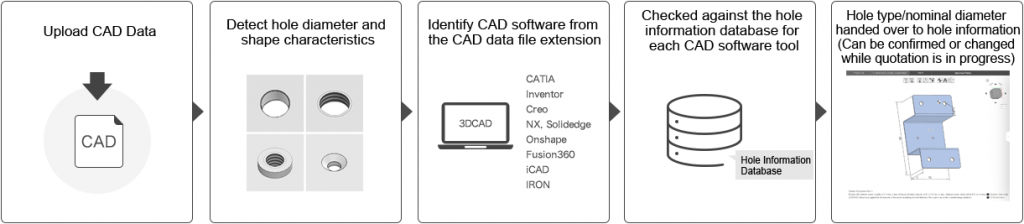 Upload CAD Data
CAD
Detect hole diameter and
shape characteristics
Identify CAD software from
the CAD data file extension
3DCAD
CATIA
Inventor
Creo
NX, Solidedge
Onshape
Fusion360
iCAD
IRON
Checked against the hole
information database for
each CAD software tool
Hole Information
Database
Hole type/nominal diameter
handed over to hole information
(Can be confirmed or changed
while quotation is in progress)